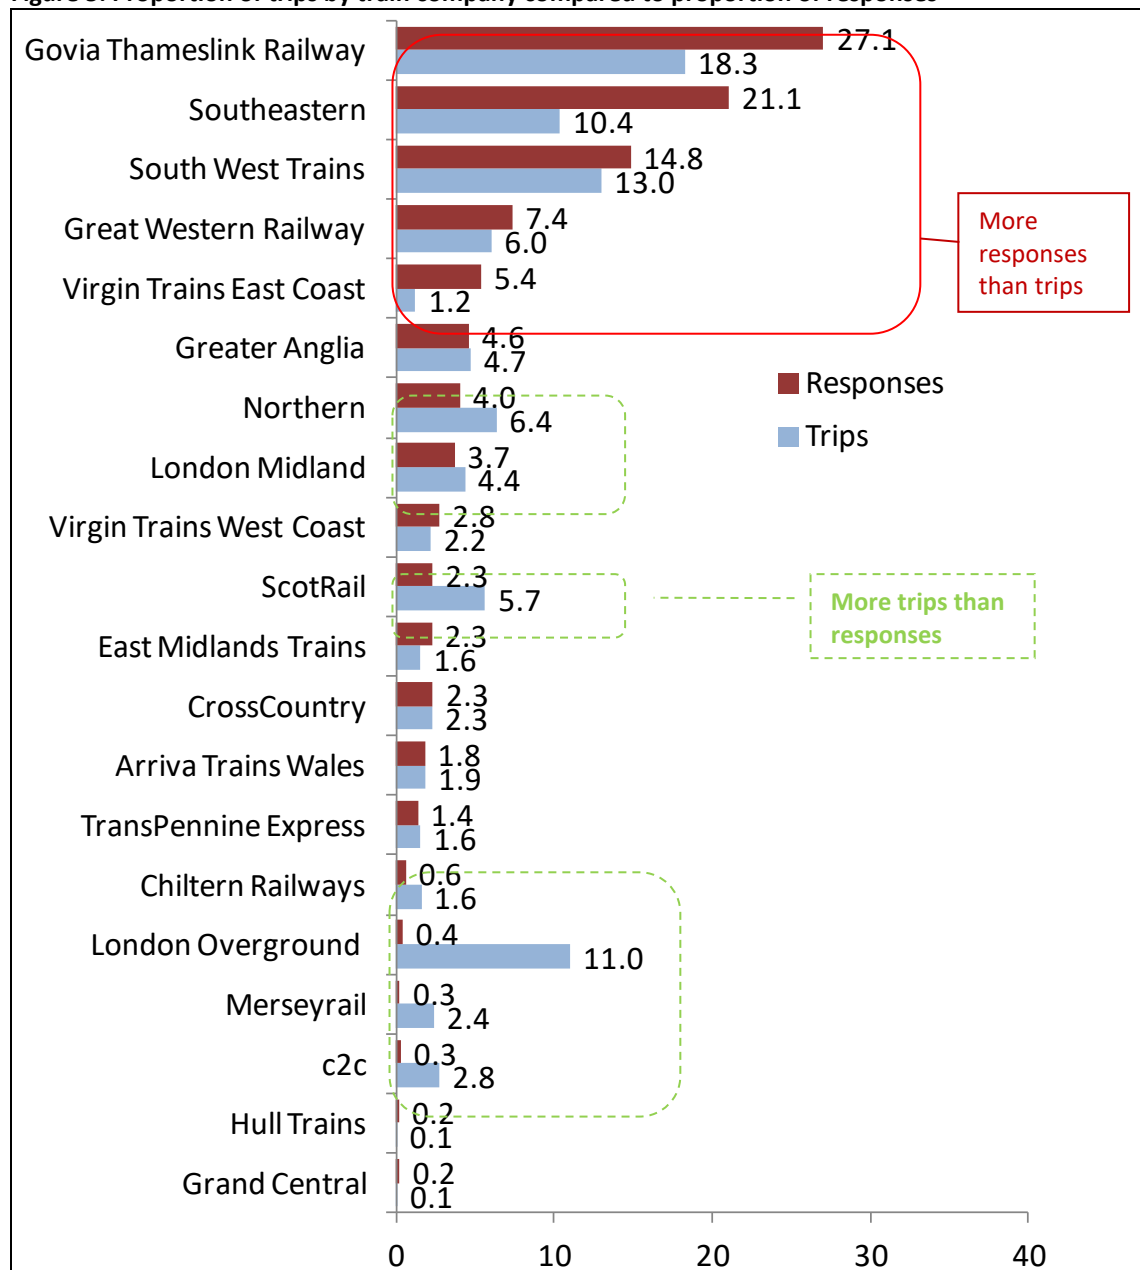 Govia Thameslink Railway 27.1
18.3
Southeastern 21.1
10.4
South West Trains 14.8
13.0
Great Western Railway 7.4
6.0
More
responses
than trips
Virgin Trains East Coast 5.4
1.2
Greater Anglia 4.6
4.7
Responses
Northern 4.0
6.4
Trips
London Midland 3.7
4.4
Virgin Trains West Coast 2.8
2.2
ScotRail 2.3
5.7
More trips than
responses
East Midlands Trains 2.3
1.6
CrossCountry 2.3
2.3
Arriva Trains Wales 1.8
1.9
TransPennine Express 1.4
1.6
Chiltern Railways 0.6
1.6
London Overground 0.4
11.0
Merseyrail 0.3
2.4
c2c 0.3
2.8
Hull Trains 0.2
0.1
Grand Central 0.2
0.1
0 10 20 30 40